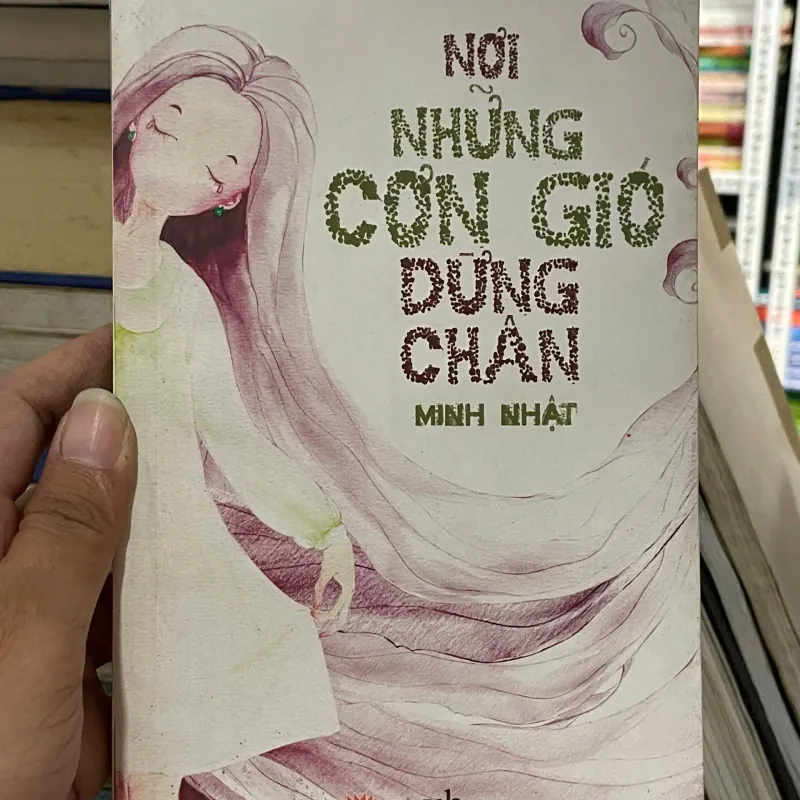 NƠI
NHỮNG
CƠN GIÓ
DỪNG
CHÂN
MINH NHẬT